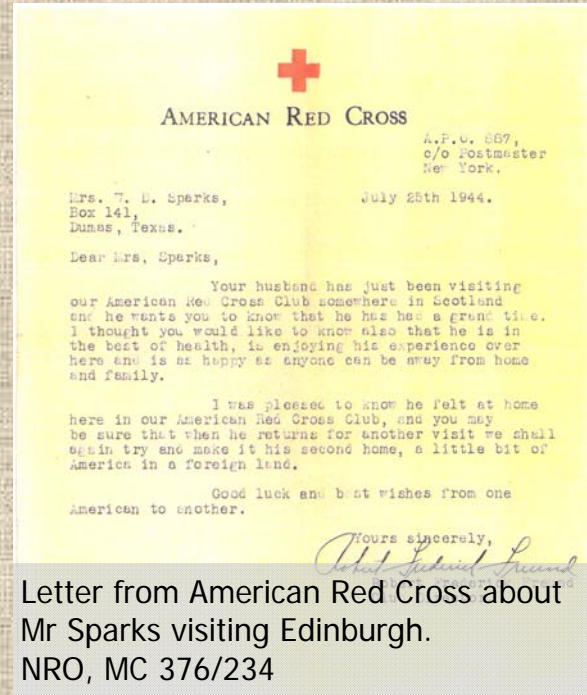 AMERICAN RED CROSS
A.P.O. 887,
c/o Postmaster
New York.
Mrs. T. D. Sparks,
July 25th 1944.
Box 141,
Dumas, Texas.
Dear Mrs, Sparks,
Your husband has just been visiting
our American Red Cross Club somewhere in Scotland
and he wants you to know that he has had a grand time.
I thought you would like to know also that he is in
the best of health, is enjoying his experience over
here and is as happy as anyone can be away from home
and family.
I was pleased to know he felt at home
here in our American Red Cross Club, and you may
be sure that when he returns for another visit we shall
again try and make it his second home, a little bit of
America in a foreign land.
Good luck and best wishes from one
American to another.
Yours sincerely,
Robert Frederick Freund
Robert Frederick Freund
Letter from American Red Cross about
Mr Sparks visiting Edinburgh.
NRO, MC 376/234